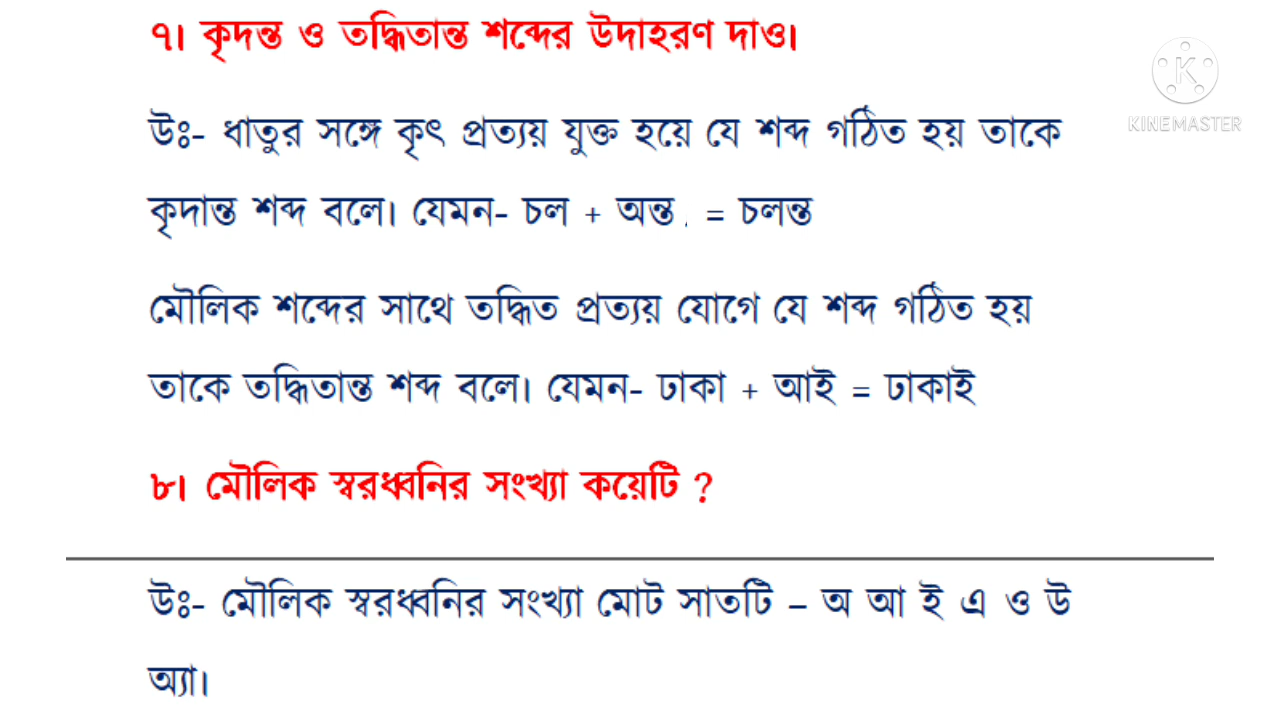 ৭। কৃদন্ত ও তদ্ধিতান্ত শব্দের উদাহরণ দাও।
KINEMASTER
উঃ- ধাতুর সঙ্গে কৃৎ প্রত্যয় যুক্ত হয়ে যে শব্দ গঠিত হয় তাকে
কৃদান্ত শব্দ বলে। যেমন- চল + অন্ত . = চলন্ত
মৌলিক শব্দের সাথে তদ্ধিত প্রত্যয় যোগে যে শব্দ গঠিত হয়
তাকে তদ্ধিতান্ত শব্দ বলে। যেমন- ঢাকা + আই = ঢাকাই
৮। মৌলিক স্বরধ্বনির সংখ্যা কয়েটি ?
উঃ- মৌলিক স্বরধ্বনির সংখ্যা মোট সাতটি – অ আ ই এ ও উ
অ্যা।